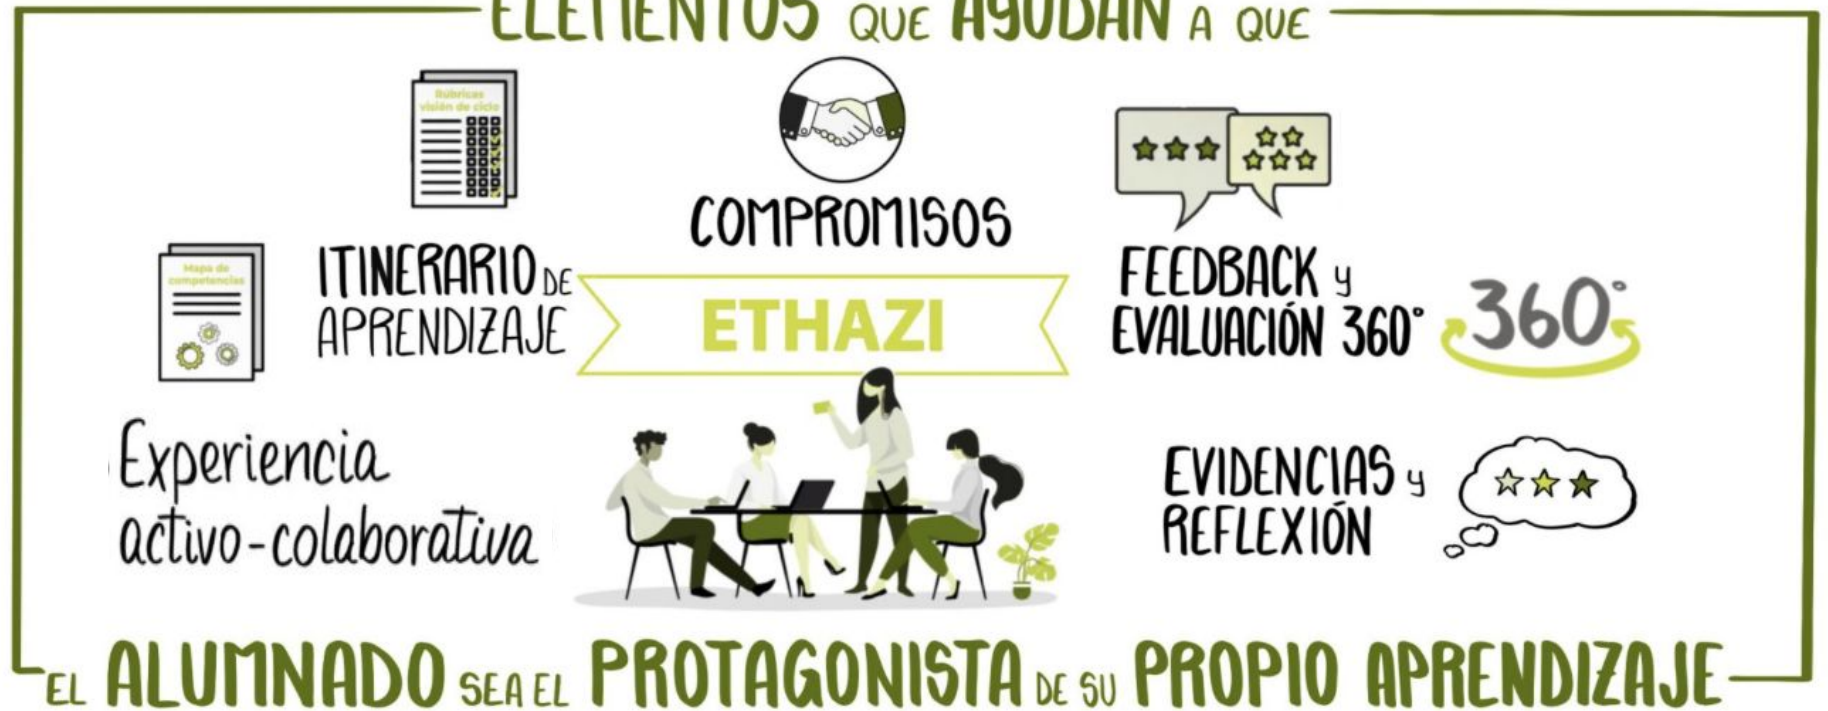 ELEMENTOS QUE AYUDAN A QUE
Rúbricas
visión de ciclo
COMPROMISOS
Mapa de
competencias
ITINERARIO DE
APRENDIZAJE
ETHAZI
FEEDBACK y
EVALUACIÓN 360°
360°
Experiencia
activo-colaborativa
EVIDENCIAS y
REFLEXIÓN
EL ALUMNADO SEA EL PROTAGONISTA DE SU PROPIO APRENDIZAJE